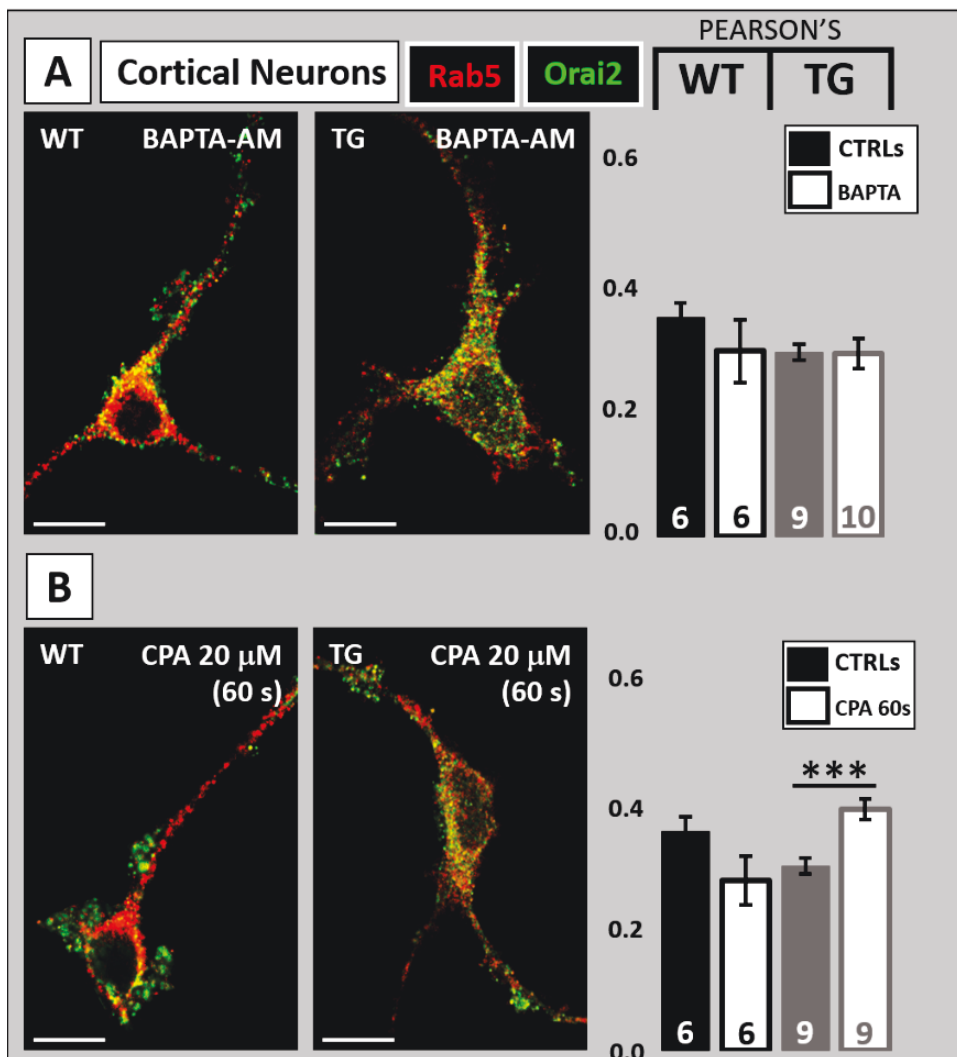 PEARSON'S
A Cortical Neurons Rab5 Orai2 WT TG
WT BAPTA-AM TG BAPTA-AM
0.6
CTRLs
BAPTA
0.4
0.2
6 6 9 10
0.0
B
WT CPA 20 μM TG CPA 20 μM
(60 s) (60 s)
0.6
CTRLs
CPA 60s
***
0.4
0.2
6 6 9 9
0.0